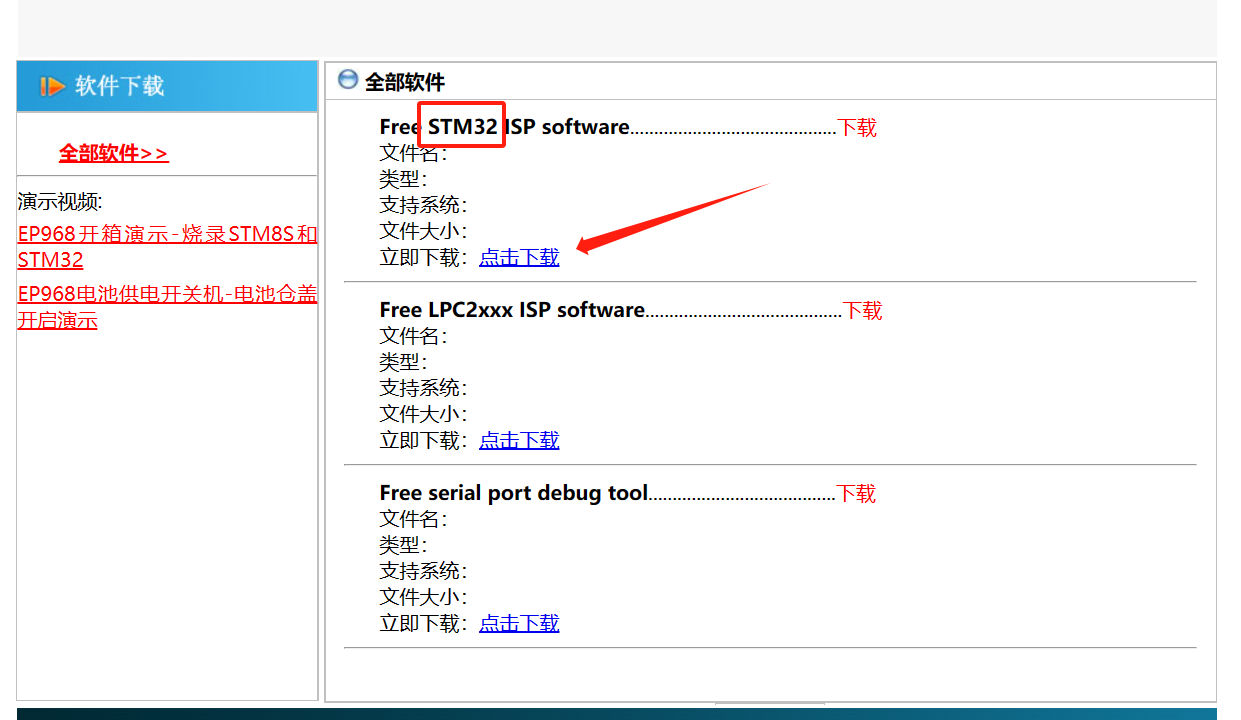 软件下载
全部软件>>
演示视频:
EP968开箱演示-烧录STM8S和
STM32
EP968电池供电开关机-电池仓盖
开启演示
全部软件
Free STM32 ISP software...........................................下载
文件名：
类型：
支持系统：
文件大小：
立即下载：点击下载
Free LPC2xxx ISP software.........................................下载
文件名：
类型：
支持系统：
文件大小：
立即下载：点击下载
Free serial port debug tool.......................................下载
文件名：
类型：
支持系统：
文件大小：
立即下载：点击下载